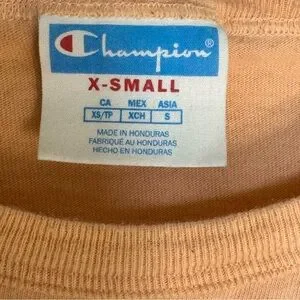 Champion®
X-SMALL
CA MEX ASIA
XS/TP XCH S
MADE IN HONDURAS
FABRIQUÉ AU HONDURAS
HECHO EN HONDURAS